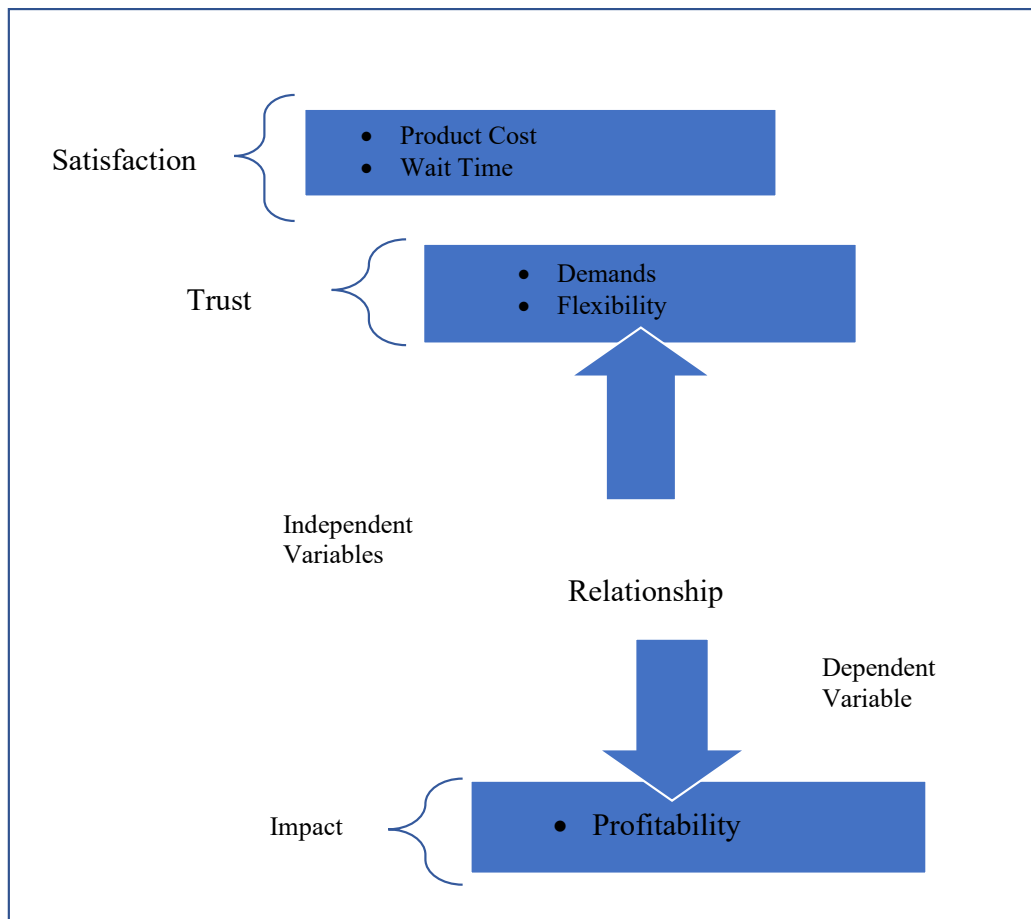 Satisfaction
• Product Cost
• Wait Time
Trust
• Demands
• Flexibility
Independent
Variables
Relationship
Dependent
Variable
Impact
• Profitability